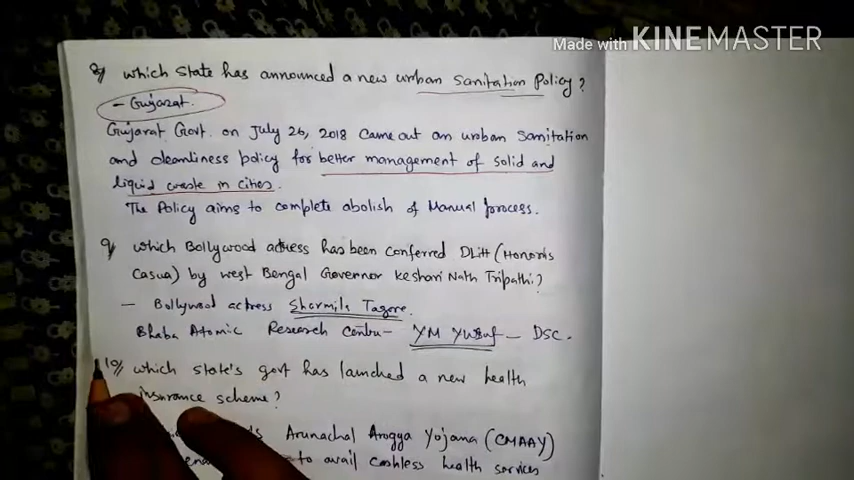 Made with KINEMASTER
8) which State has announced a new urban sanitation policy?
- Gujarat.
Gujarat Govt. on July 26, 2018 came out an urban sanitation
and cleanliness policy for better management of solid and
liquid waste in cities.
The Policy aims to complete abolish of Manual process.
9) which Bollywood actress has been conferred DLitt (Honoris
Casua) by West Bengal Governor Keshari Nath Tripathi?
- Bollywood actress Sharmila Tagore.
Bhaba Atomic Research Centre - YM Yusuf - DSC.
10) which state's govt has launched a new health
insurance scheme?
Arunachal Arogya Yojana (CMAAY)
to avail cashless health services